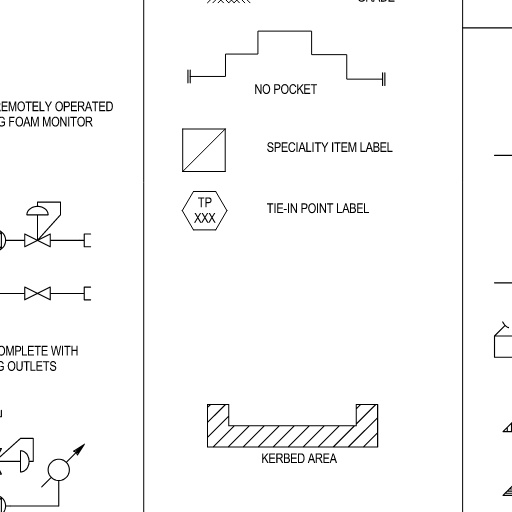 NO POCKET
REMOTELY OPERATED
G FOAM MONITOR
SPECIALITY ITEM LABEL
TP
XXX
TIE-IN POINT LABEL
OMPLETE WITH
G OUTLETS
KERBED AREA